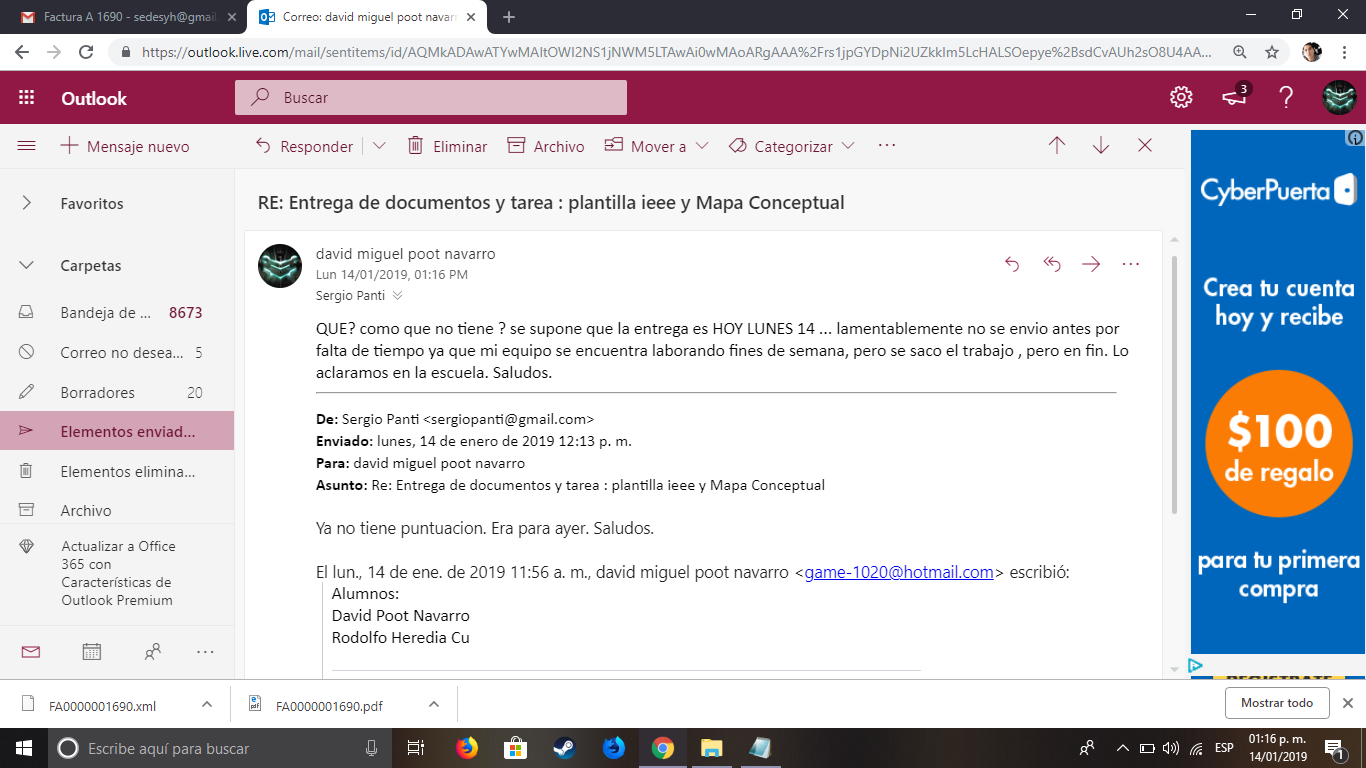 Factura A 1690 - sedesyh@gmai
Correo: david miguel poot navarr
https://outlook.live.com/mail/sentitems/id/AQMkADAwATYwMAItOWI2NS1jNWM5LTAwAi0wMAoARgAAA%2Frs1jpGYDpNi2UZkkIm5LcHALSOepye%2BsdCvAUh2sO8U4AA...
Outlook
Buscar
3
Mensaje nuevo
Responder
Eliminar
Archivo
Mover a
Categorizar
Favoritos
Carpetas
Bandeja de ... 8673
Correo no desea... 5
Borradores 20
Elementos enviad...
Elementos elimina...
Archivo
Actualizar a Office
365 con
Características de
Outlook Premium
RE: Entrega de documentos y tarea : plantilla ieee y Mapa Conceptual
david miguel poot navarro
Lun 14/01/2019, 01:16 PM
Sergio Panti
QUE? como que no tiene ? se supone que la entrega es HOY LUNES 14 ... lamentablemente no se envio antes por
falta de tiempo ya que mi equipo se encuentra laborando fines de semana, pero se saco el trabajo , pero en fin. Lo
aclaramos en la escuela. Saludos.
De: Sergio Panti <sergiopanti@gmail.com>
Enviado: lunes, 14 de enero de 2019 12:13 p. m.
Para: david miguel poot navarro
Asunto: Re: Entrega de documentos y tarea : plantilla ieee y Mapa Conceptual
Ya no tiene puntuacion. Era para ayer. Saludos.
El lun., 14 de ene. de 2019 11:56 a. m., david miguel poot navarro <game-1020@hotmail.com> escribió:
Alumnos:
David Poot Navarro
Rodolfo Heredia Cu
CyberPuerta
Crea tu cuenta
hoy y recibe
$100
de regalo
para tu primera
compra
REGÍSTRATE
FA0000001690.xml
FA0000001690.pdf
Mostrar todo
Escribe aquí para buscar
ESP
01:16 p. m.
14/01/2019
1